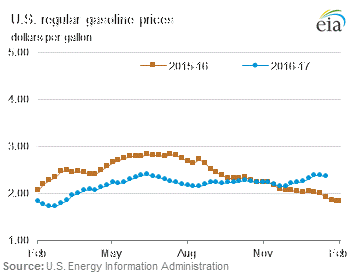 U.S. regular gasoline prices
dollars per gallon
eia
5.00
2015-16
2016-17
4.00
3.00
2.00
1.00
Feb
May
Aug
Nov
Feb
Source: U.S. Energy Information Administration